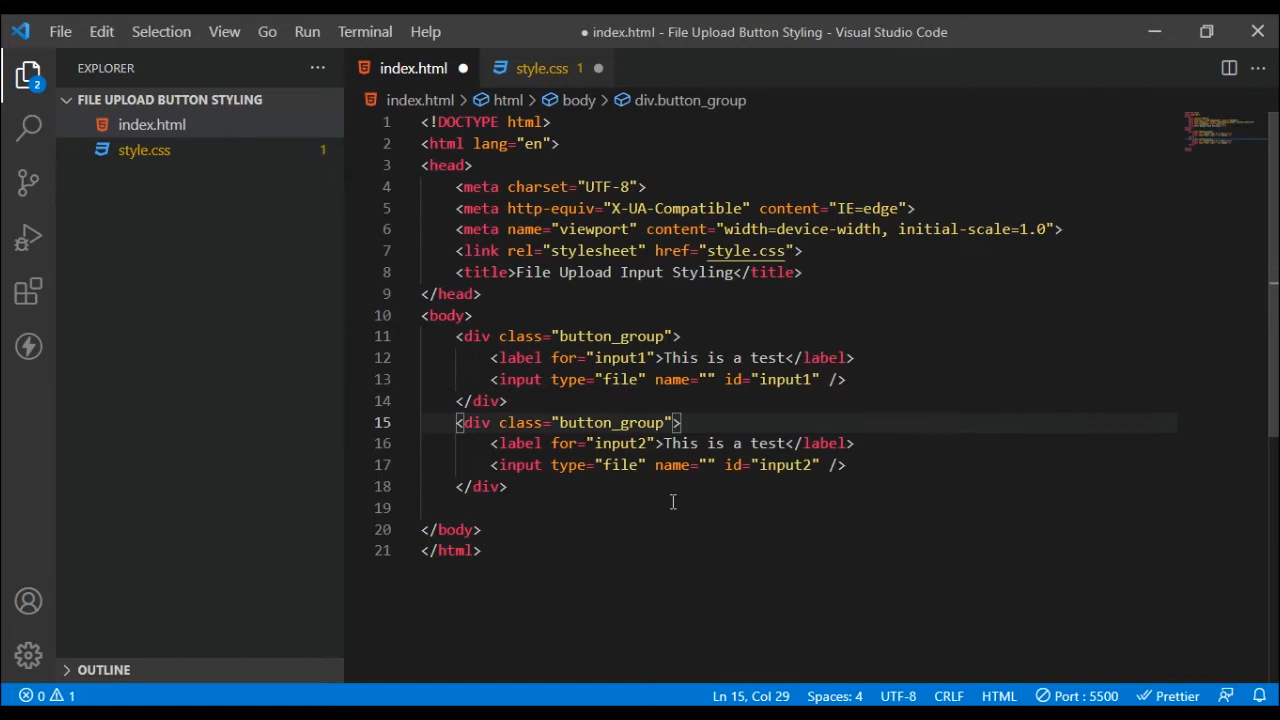 File Edit Selection View Go Run Terminal Help
● index.html - File Upload Button Styling - Visual Studio Code
EXPLORER
index.html
style.css 1
2
FILE UPLOAD BUTTON STYLING
index.html > html > body > div.button_group
index.html
style.css 1
1 <!DOCTYPE html>
2 <html lang="en">
3 <head>
4 <meta charset="UTF-8">
5 <meta http-equiv="X-UA-Compatible" content="IE=edge">
6 <meta name="viewport" content="width=device-width, initial-scale=1.0">
7 <link rel="stylesheet" href="style.css">
8 <title>File Upload Input Styling</title>
9 </head>
10 <body>
11 <div class="button_group">
12 <label for="input1">This is a test</label>
13 <input type="file" name="" id="input1" />
14 </div>
15 <div class="button_group">
16 <label for="input2">This is a test</label>
17 <input type="file" name="" id="input2" />
18 </div>
19
20 </body>
21 </html>
OUTLINE
0 1
Ln 15, Col 29 Spaces: 4 UTF-8 CRLF HTML Port : 5500 Prettier